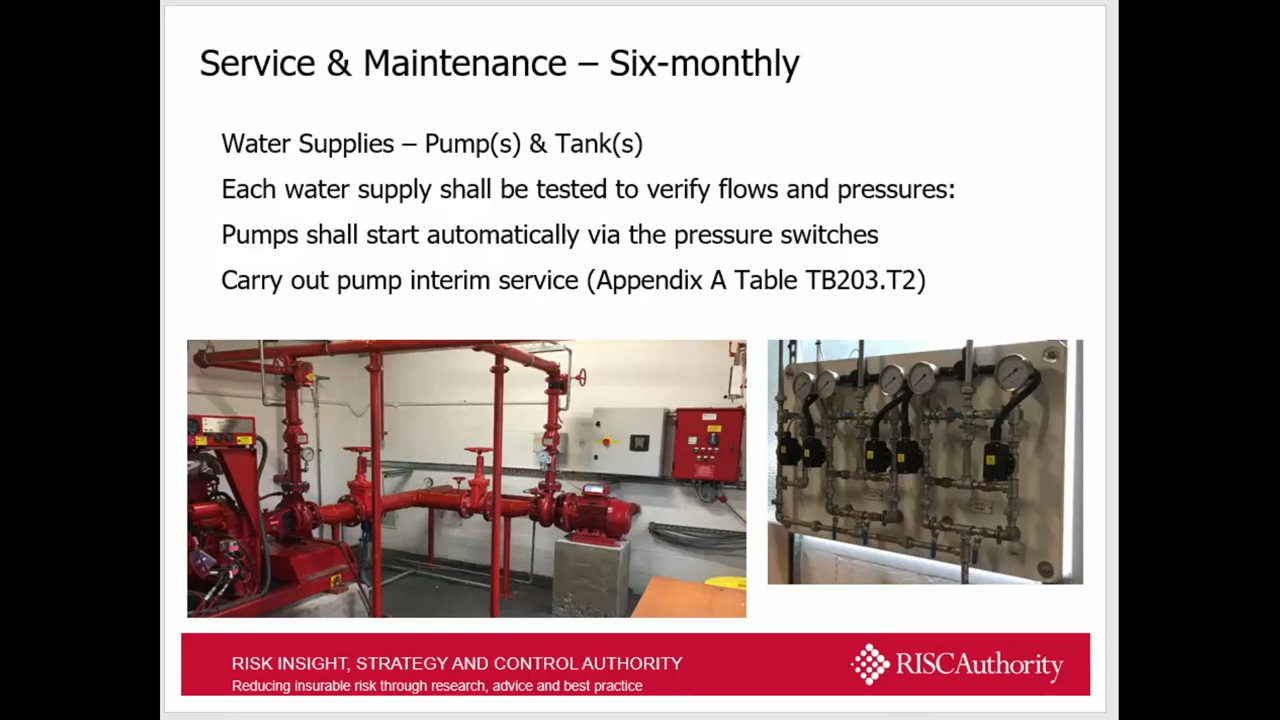 Service & Maintenance – Six-monthly
Water Supplies – Pump(s) & Tank(s)
Each water supply shall be tested to verify flows and pressures:
Pumps shall start automatically via the pressure switches
Carry out pump interim service (Appendix A Table TB203.T2)
RISK INSIGHT, STRATEGY AND CONTROL AUTHORITY
Reducing insurable risk through research, advice and best practice
RISCAuthority